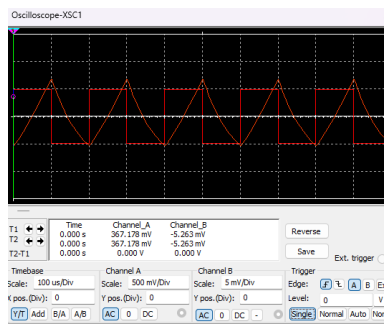 Oscilloscope-XSC1
Time Channel_A Channel_B
T1 0.000 s 367.178 mV -5.263 mV
T2 0.000 s 367.178 mV -5.263 mV
T2-T1 0.000 s 0.000 V 0.000 V
Reverse
Save
Ext. trigger
Timebase Channel A Channel B Trigger
Scale: 100 us/Div Scale: 500 mV/Div Scale: 5 mV/Div Edge: A B
X pos.(Div): 0 Y pos.(Div): 0 Y pos.(Div): 0 Level: 0 V
Y/T Add B/A A/B AC 0 DC AC 0 DC - Single Normal Auto